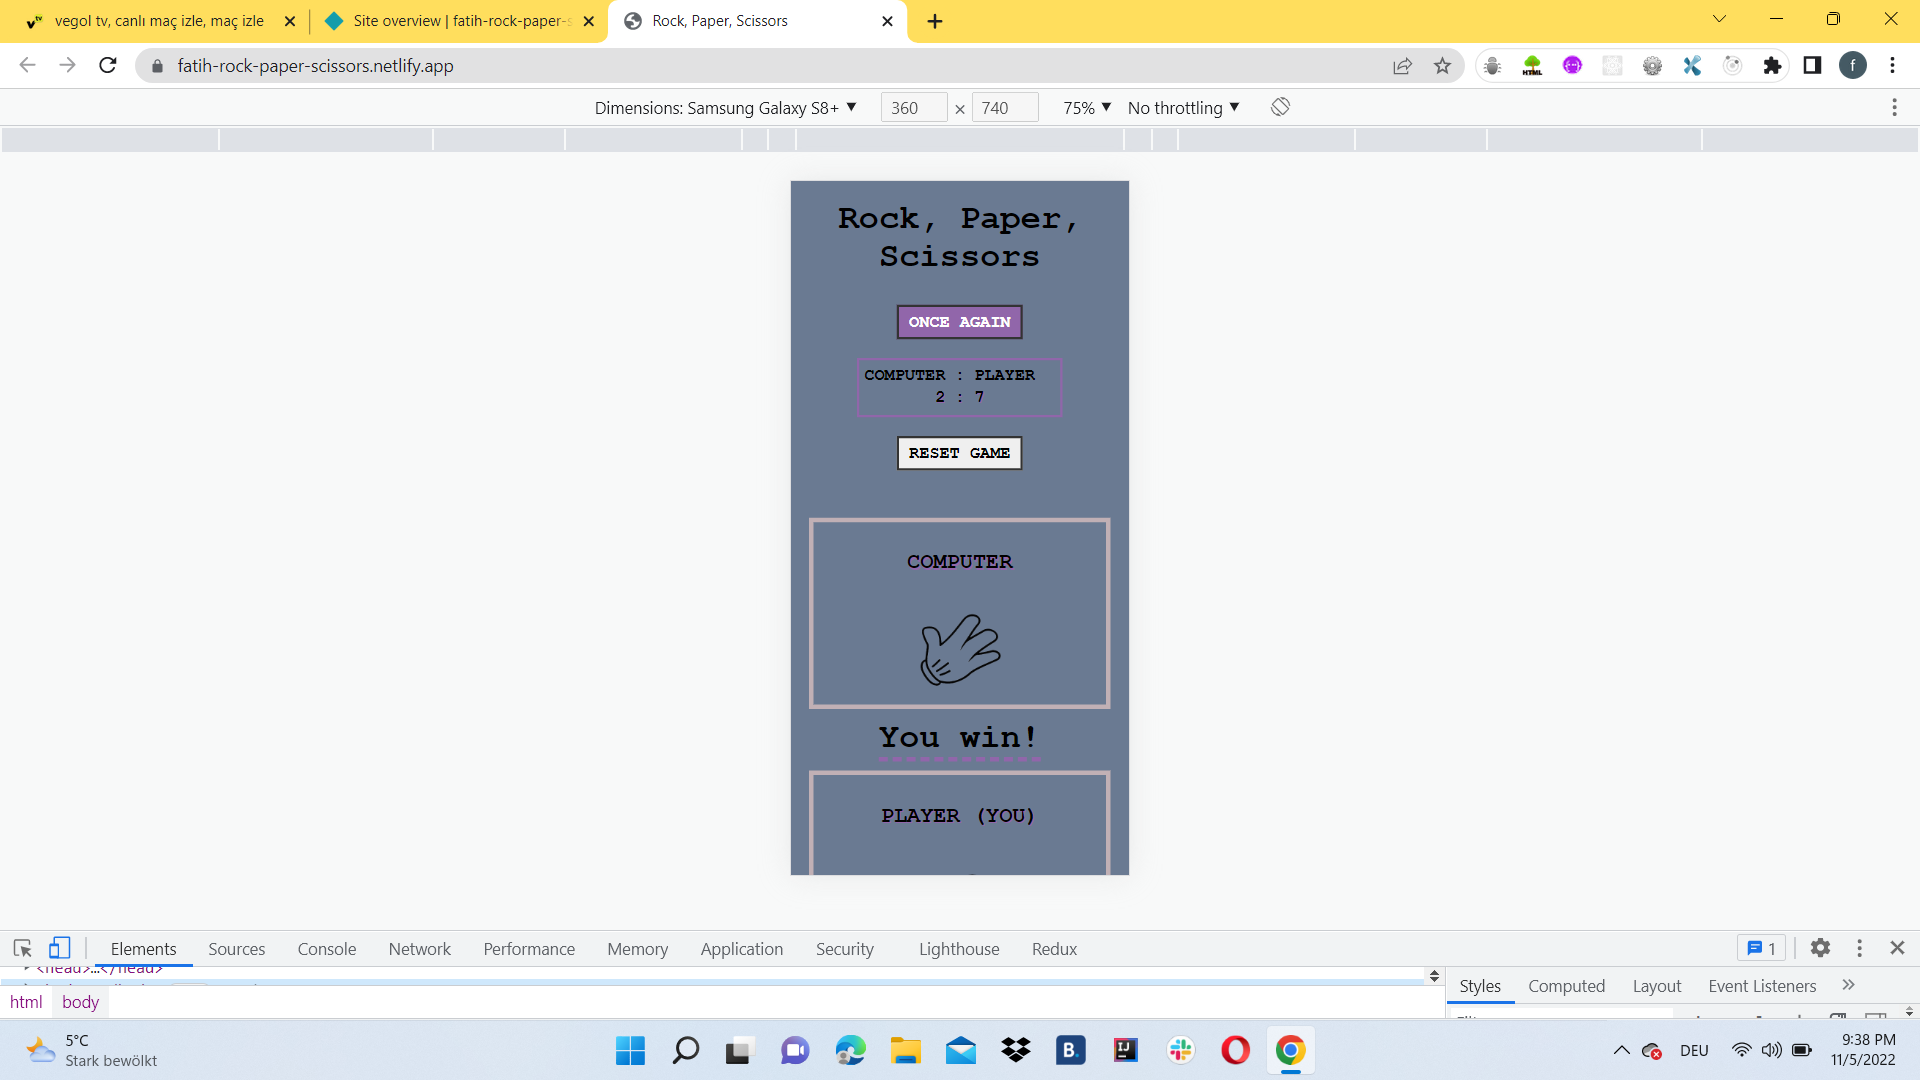 vegol tv, canlı maç izle, maç izle
Site overview | fatih-rock-paper-s
Rock, Paper, Scissors
fatih-rock-paper-scissors.netlify.app
f
Dimensions: Samsung Galaxy S8+ 360 × 740 75% No throttling
Rock, Paper,
Scissors
ONCE AGAIN
COMPUTER : PLAYER
2 : 7
RESET GAME
COMPUTER
You win!
PLAYER (YOU)
Elements Sources Console Network Performance Memory Application Security Lighthouse Redux 1
<head>…</head>
html body
Styles Computed Layout Event Listeners
5°C
Stark bewölkt
DEU
9:38 PM
11/5/2022